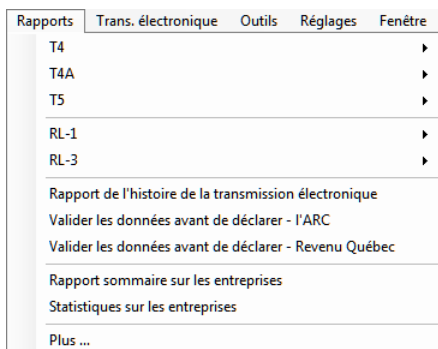 Rapports Trans. électronique Outils Réglages Fenêtre
T4
T4A
T5
RL-1
RL-3
Rapport de l'histoire de la transmission électronique
Valider les données avant de déclarer - l'ARC
Valider les données avant de déclarer - Revenu Québec
Rapport sommaire sur les entreprises
Statistiques sur les entreprises
Plus ...